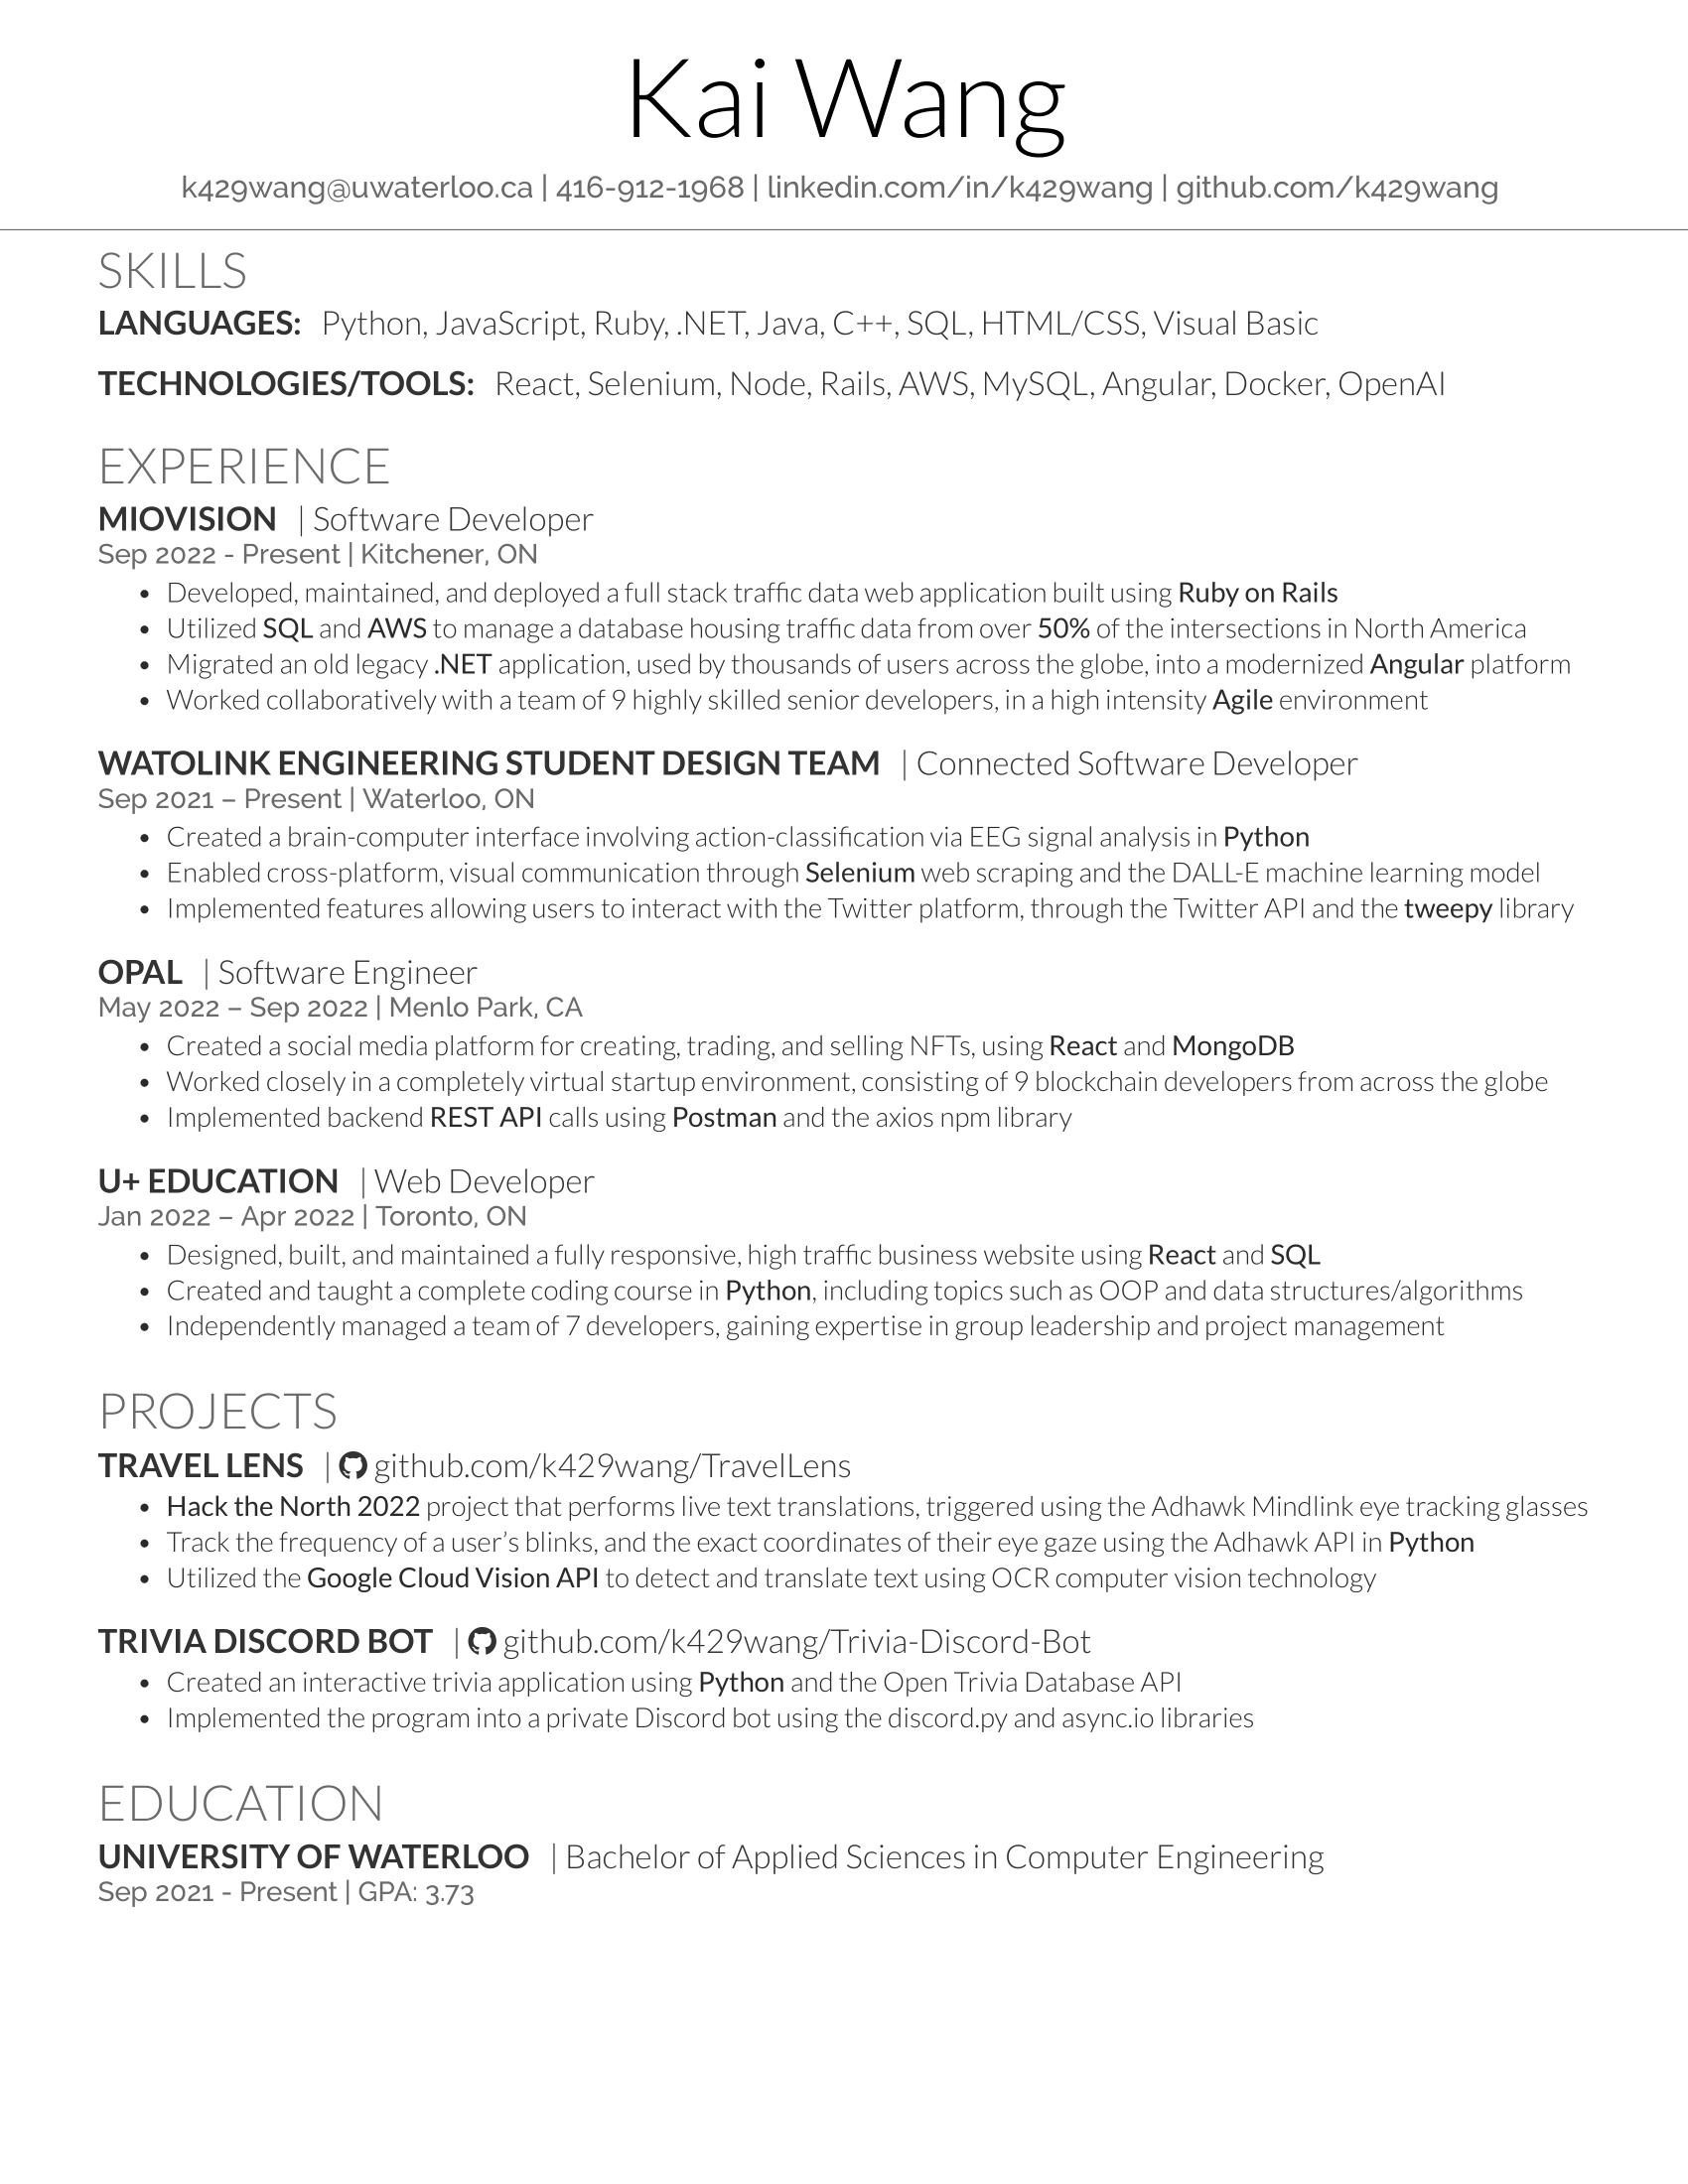 Kai Wang
k429wang@uwaterloo.ca | 416-912-1968 | linkedin.com/in/k429wang | github.com/k429wang
SKILLS
LANGUAGES: Python, JavaScript, Ruby, .NET, Java, C++, SQL, HTML/CSS, Visual Basic
TECHNOLOGIES/TOOLS: React, Selenium, Node, Rails, AWS, MySQL, Angular, Docker, OpenAI
EXPERIENCE
MIOVISION | Software Developer
Sep 2022 - Present | Kitchener, ON
• Developed, maintained, and deployed a full stack traffic data web application built using Ruby on Rails
• Utilized SQL and AWS to manage a database housing traffic data from over 50% of the intersections in North America
• Migrated an old legacy .NET application, used by thousands of users across the globe, into a modernized Angular platform
• Worked collaboratively with a team of 9 highly skilled senior developers, in a high intensity Agile environment
WATOLINK ENGINEERING STUDENT DESIGN TEAM | Connected Software Developer
Sep 2021 – Present | Waterloo, ON
• Created a brain-computer interface involving action-classification via EEG signal analysis in Python
• Enabled cross-platform, visual communication through Selenium web scraping and the DALL-E machine learning model
• Implemented features allowing users to interact with the Twitter platform, through the Twitter API and the tweepy library
OPAL | Software Engineer
May 2022 – Sep 2022 | Menlo Park, CA
• Created a social media platform for creating, trading, and selling NFTs, using React and MongoDB
• Worked closely in a completely virtual startup environment, consisting of 9 blockchain developers from across the globe
• Implemented backend REST API calls using Postman and the axios npm library
U+ EDUCATION | Web Developer
Jan 2022 – Apr 2022 | Toronto, ON
• Designed, built, and maintained a fully responsive, high traffic business website using React and SQL
• Created and taught a complete coding course in Python, including topics such as OOP and data structures/algorithms
• Independently managed a team of 7 developers, gaining expertise in group leadership and project management
PROJECTS
TRAVEL LENS | github.com/k429wang/TravelLens
• Hack the North 2022 project that performs live text translations, triggered using the Adhawk Mindlink eye tracking glasses
• Track the frequency of a user’s blinks, and the exact coordinates of their eye gaze using the Adhawk API in Python
• Utilized the Google Cloud Vision API to detect and translate text using OCR computer vision technology
TRIVIA DISCORD BOT | github.com/k429wang/Trivia-Discord-Bot
• Created an interactive trivia application using Python and the Open Trivia Database API
• Implemented the program into a private Discord bot using the discord.py and async.io libraries
EDUCATION
UNIVERSITY OF WATERLOO | Bachelor of Applied Sciences in Computer Engineering
Sep 2021 - Present | GPA: 3.73